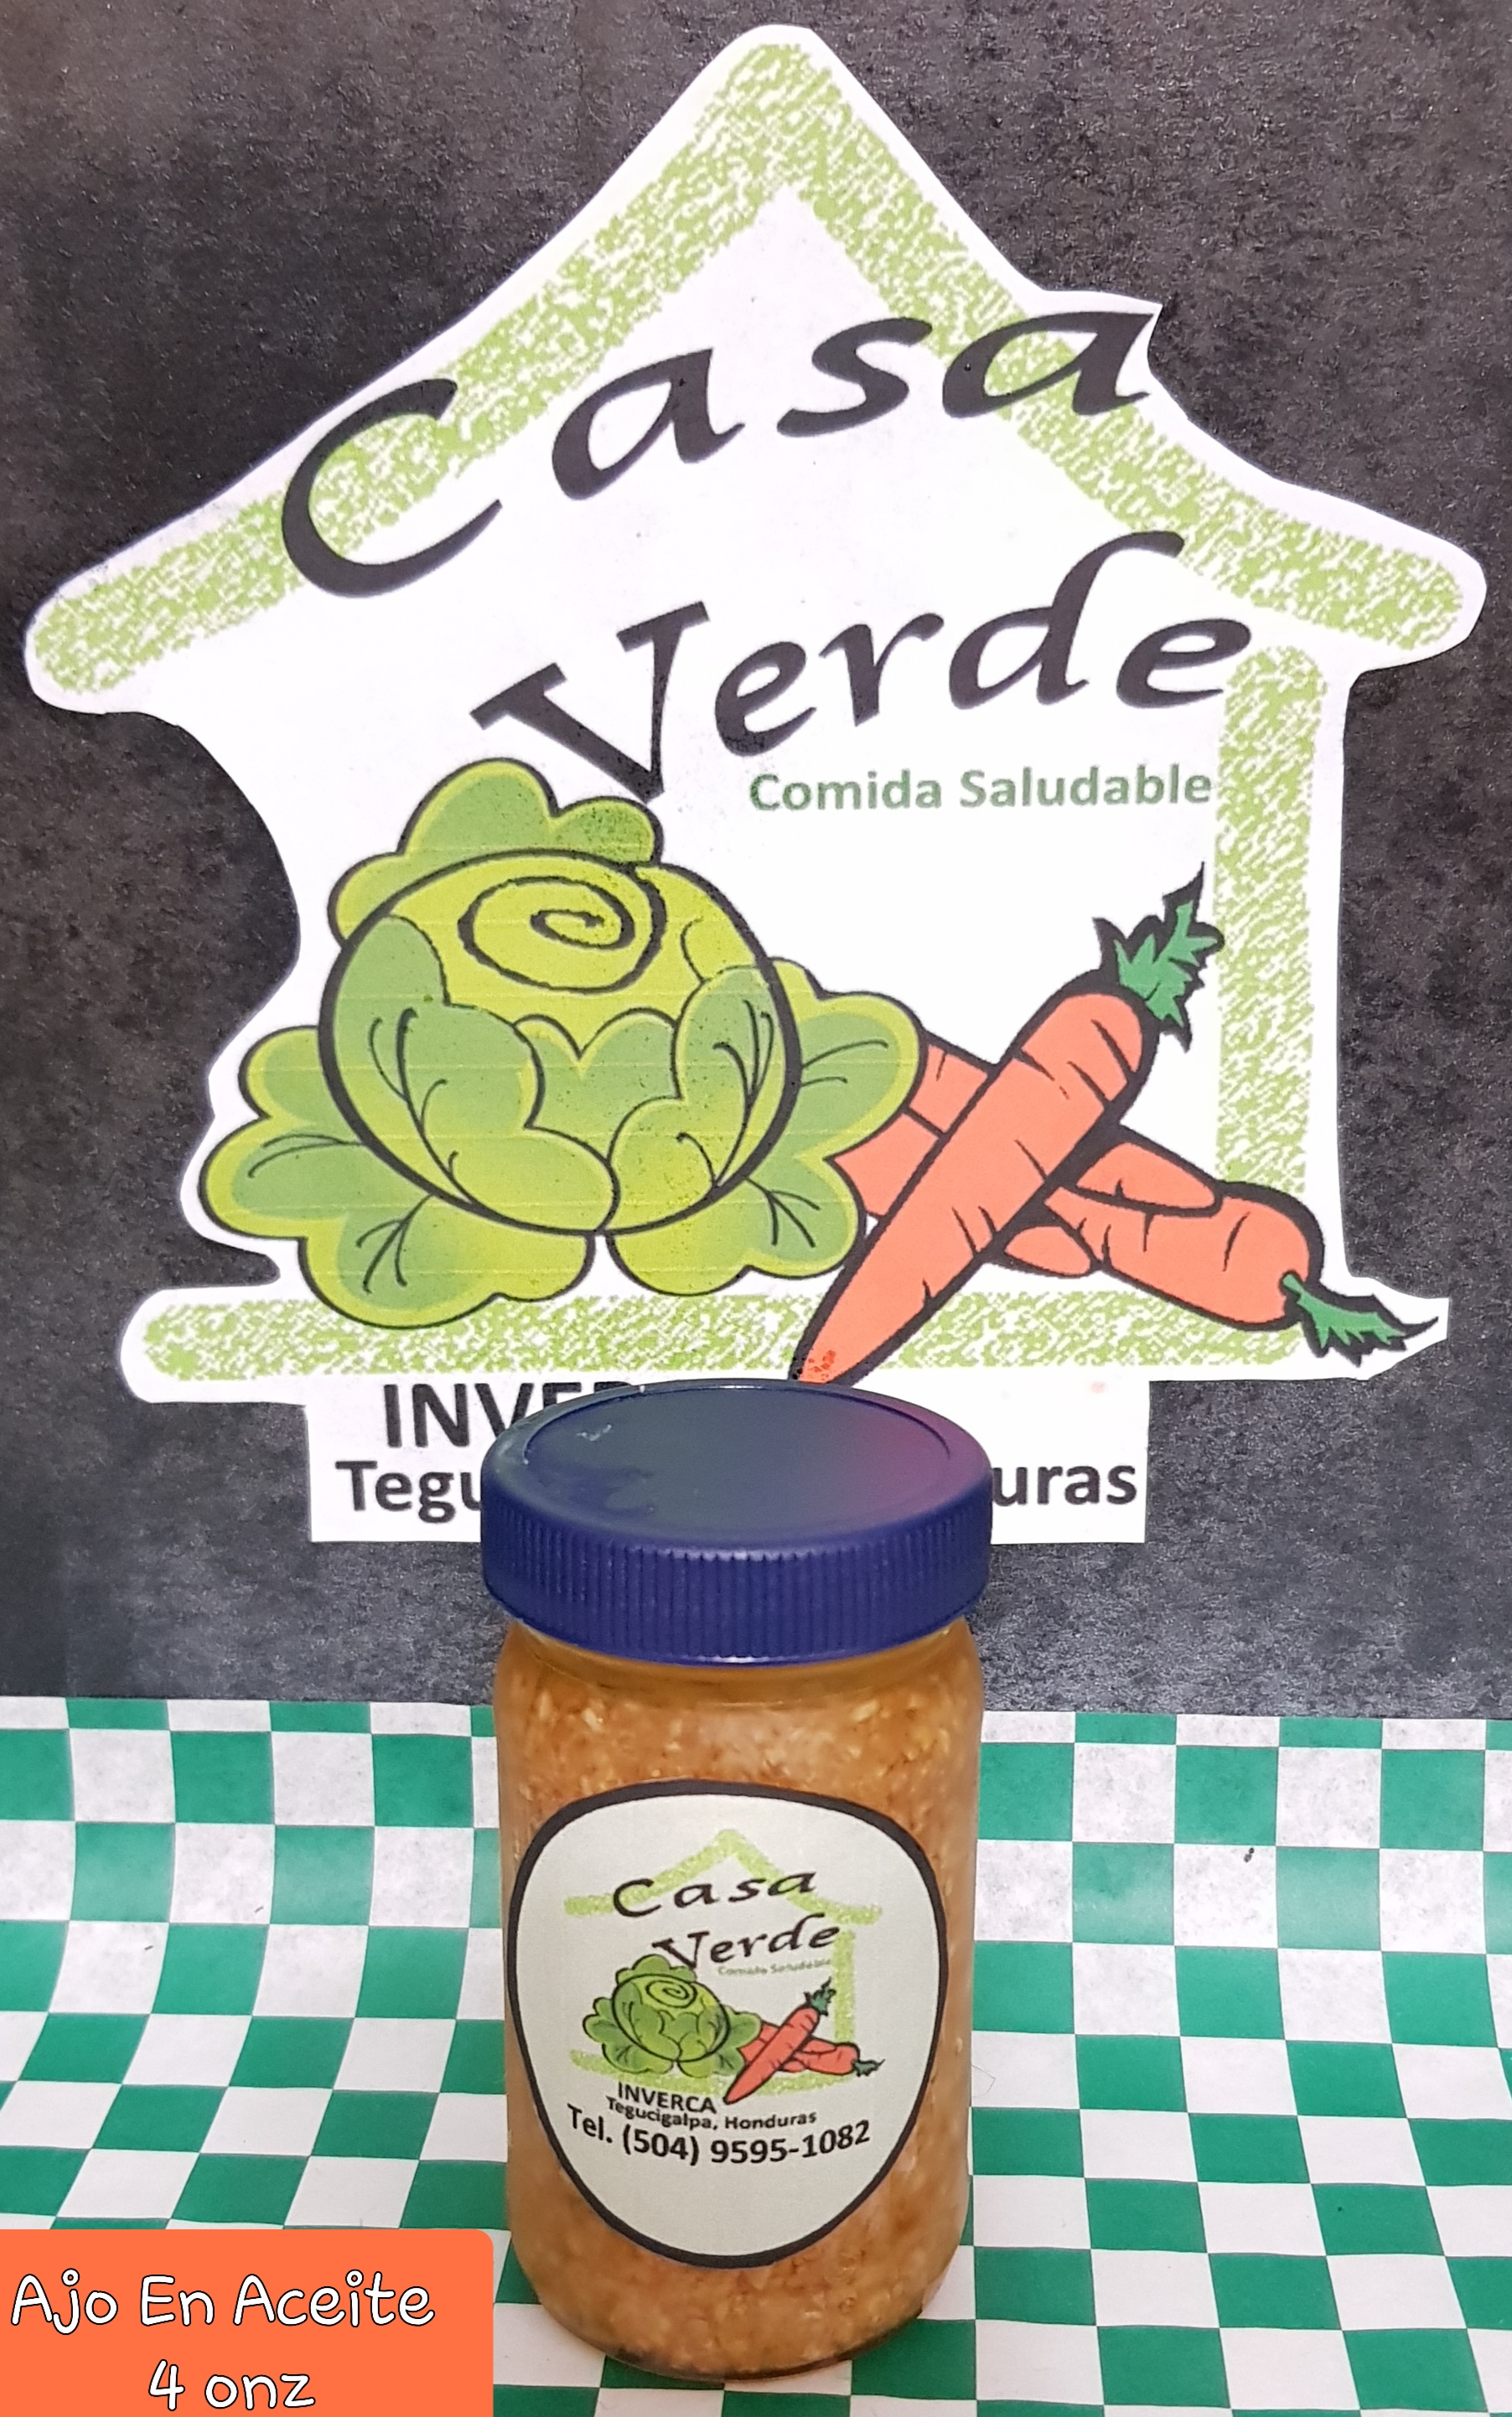 Casa
Verde
Comida Saludable
INVER
Tegu uras
Casa
Verde
Comida Saludable
INVERCA
Tegucigalpa, Honduras
Tel. (504) 9595-1082
Ajo En Aceite
4 onz